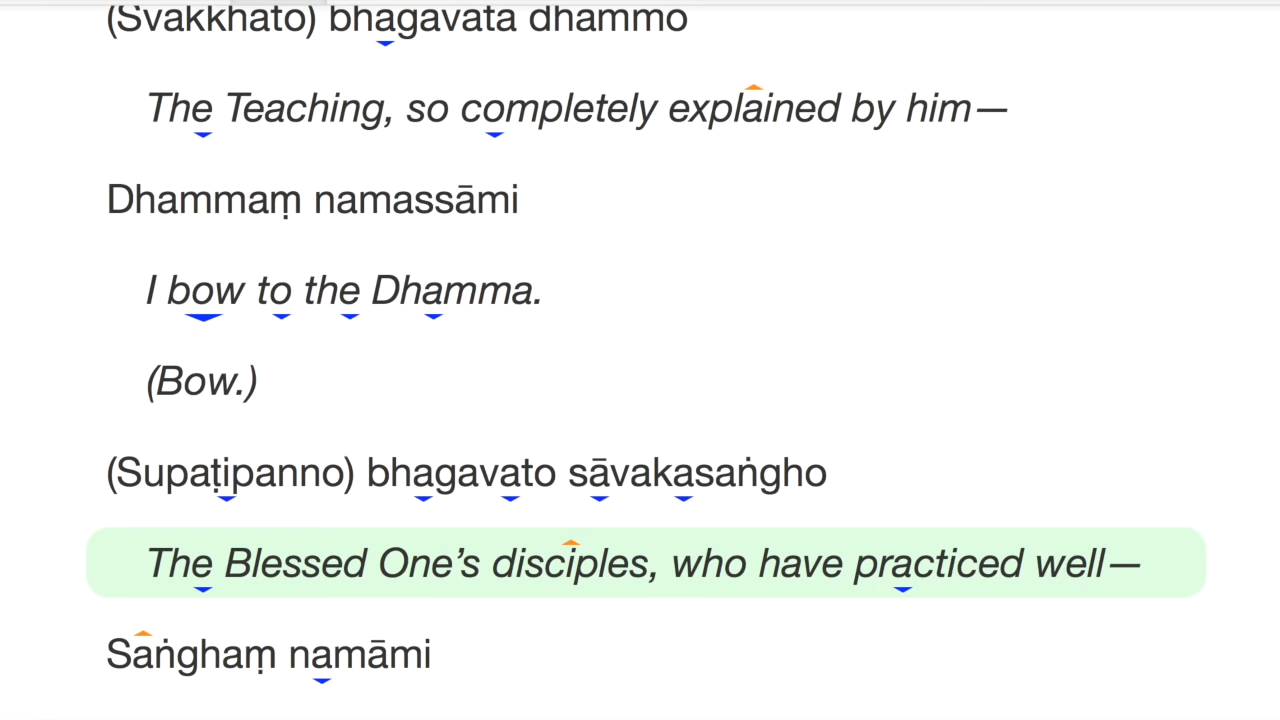 (Svākkhāto) bhagavatā dhammo
The Teaching, so completely explained by him—
Dhammaṃ namassāmi
I bow to the Dhamma.
(Bow.)
(Supaṭipanno) bhagavato sāvakasaṅgho
The Blessed One’s disciples, who have practiced well—
Saṅghaṃ namāmi